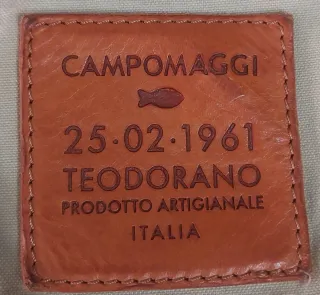 CAMPOMAGGI
25·02·1961
TEODORANO
PRODOTTO ARTIGIANALE
ITALIA